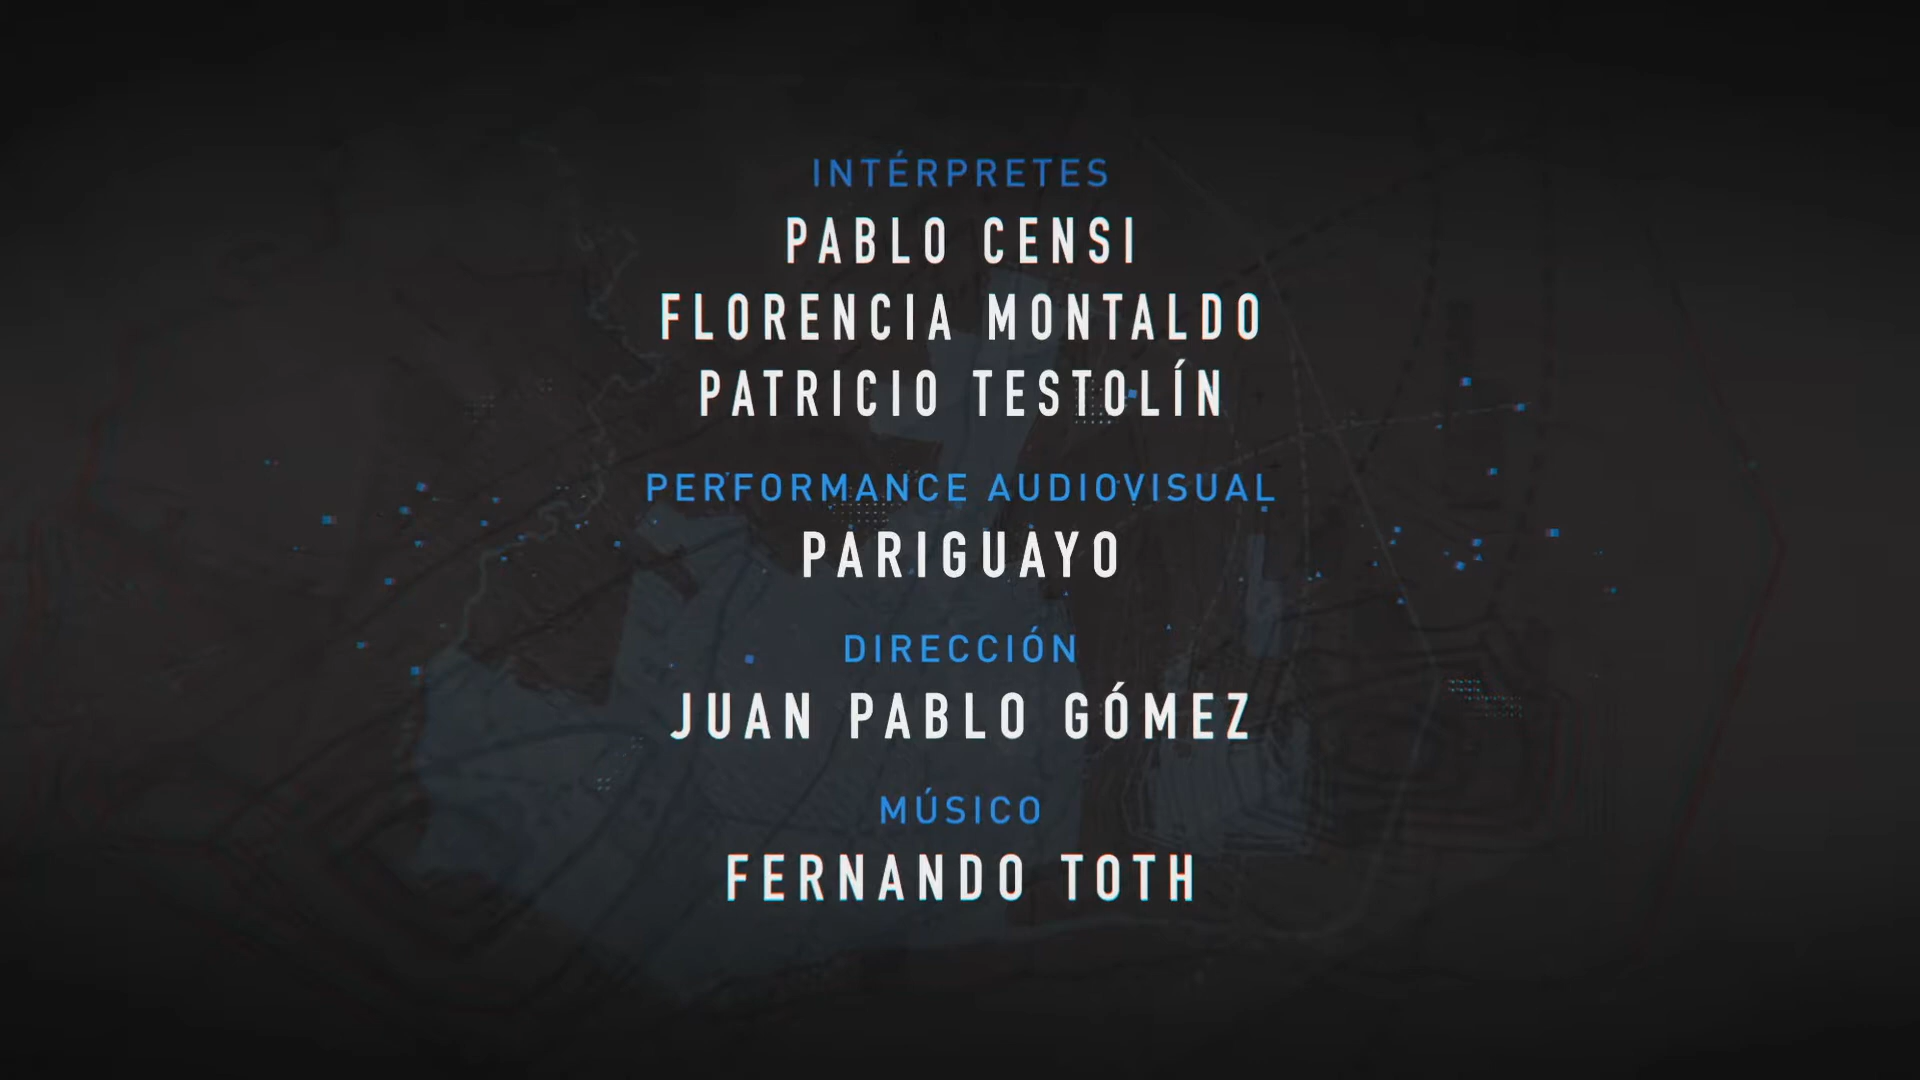 INTÉRPRETES
PABLO CENSI
FLORENCIA MONTALDO
PATRICIO TESTOLÍN
PERFORMANCE AUDIOVISUAL
PARIGUAYO
DIRECCIÓN
JUAN PABLO GÓMEZ
MÚSICO
FERNANDO TOTH